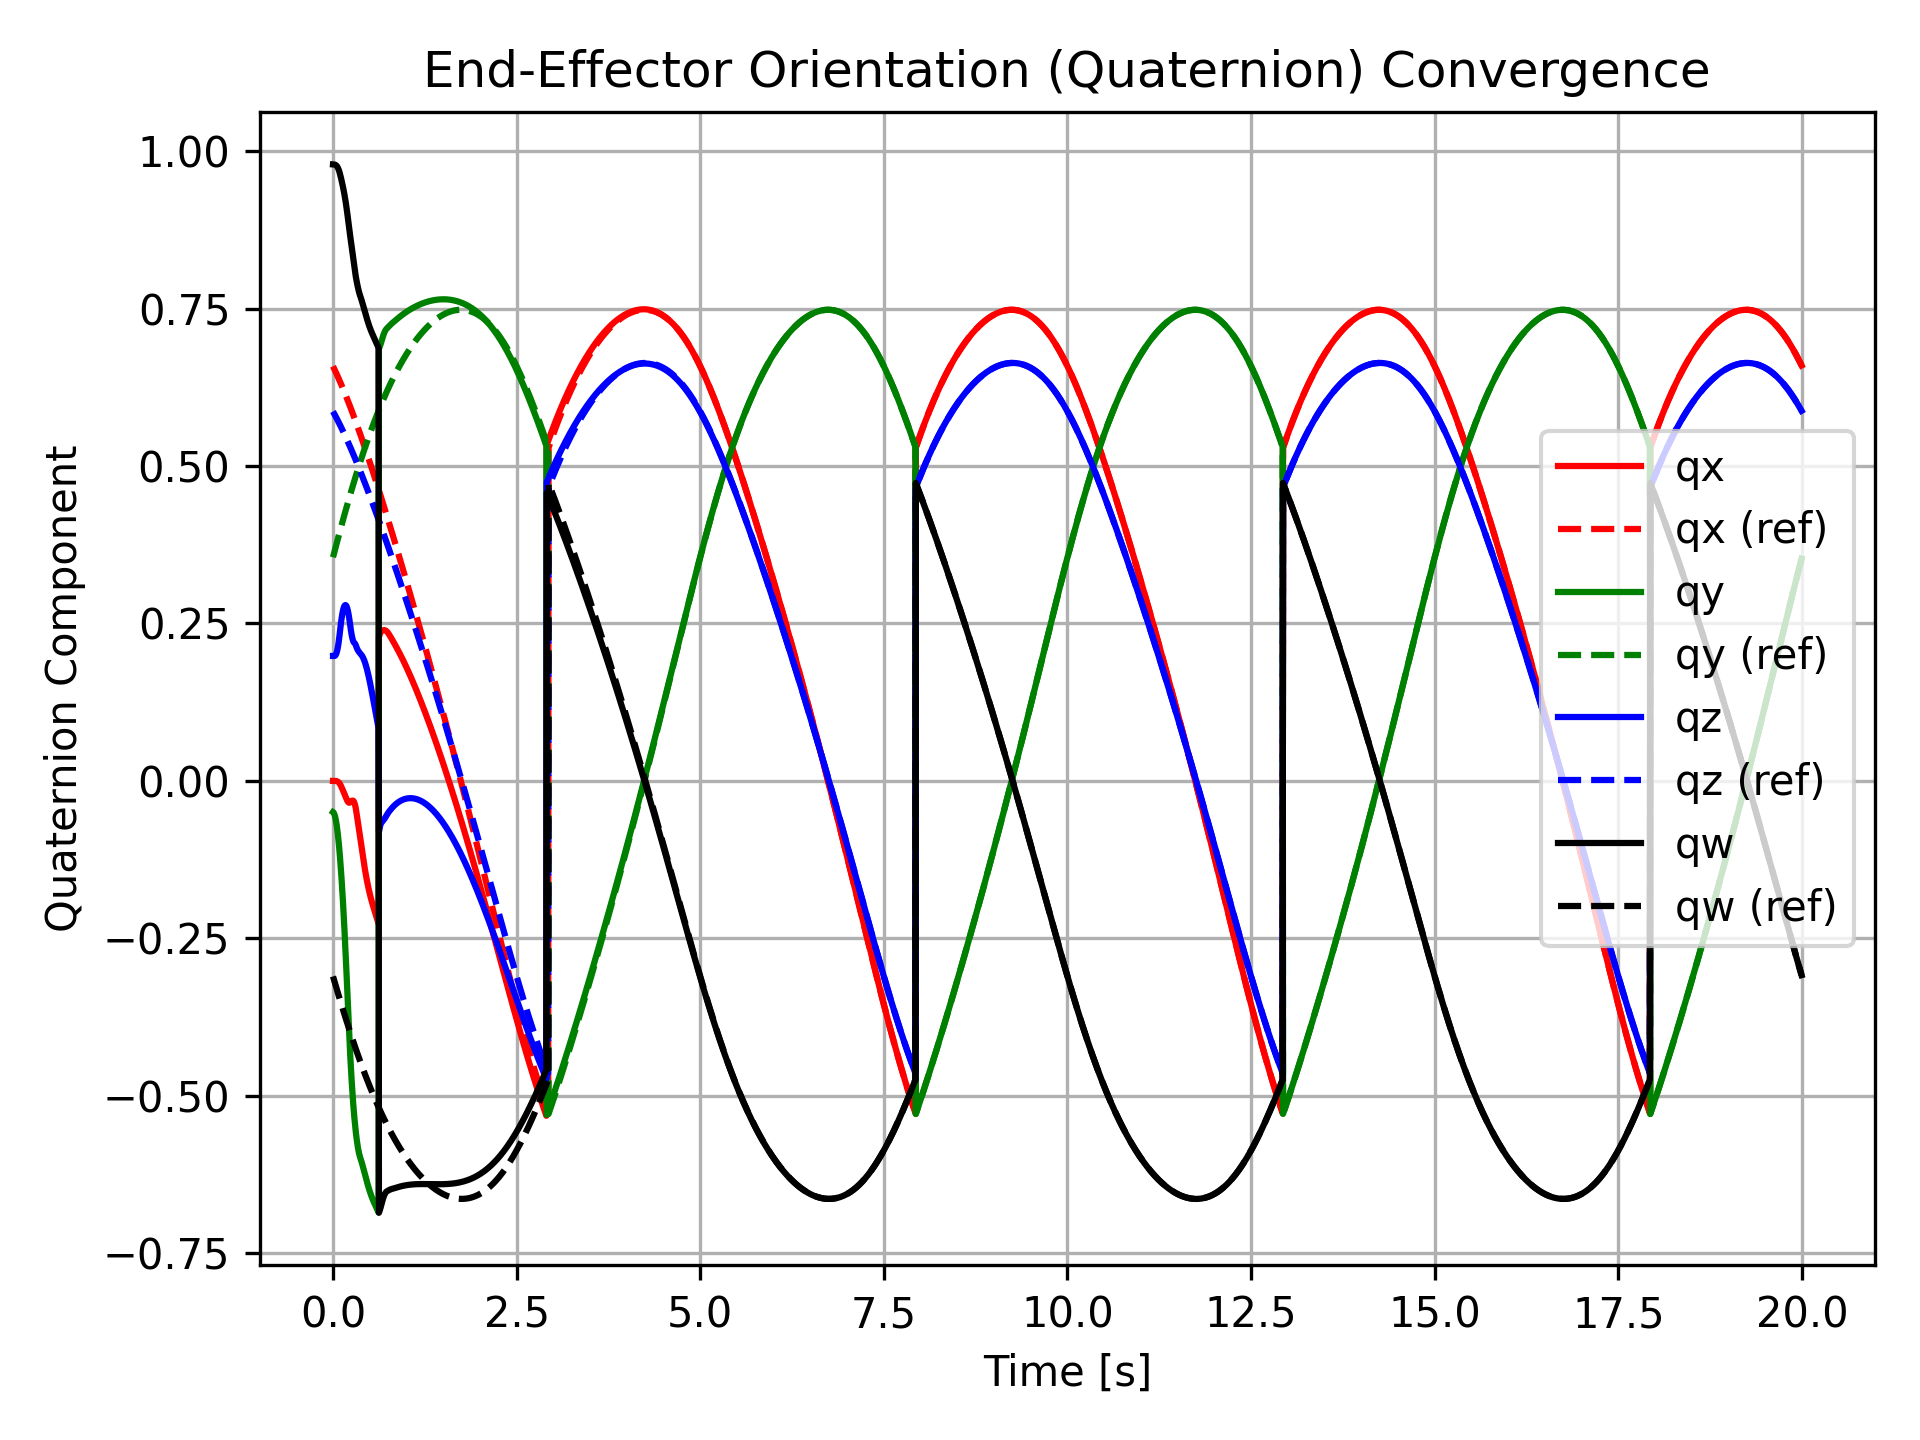 End-Effector Orientation (Quaternion) Convergence
Quaternion Component
1.00
0.75
0.50
0.25
0.00
−0.25
−0.50
−0.75
qx
qx (ref)
qy
qy (ref)
qz
qz (ref)
qw
qw (ref)
0.0 2.5 5.0 7.5 10.0 12.5 15.0 17.5 20.0
Time [s]